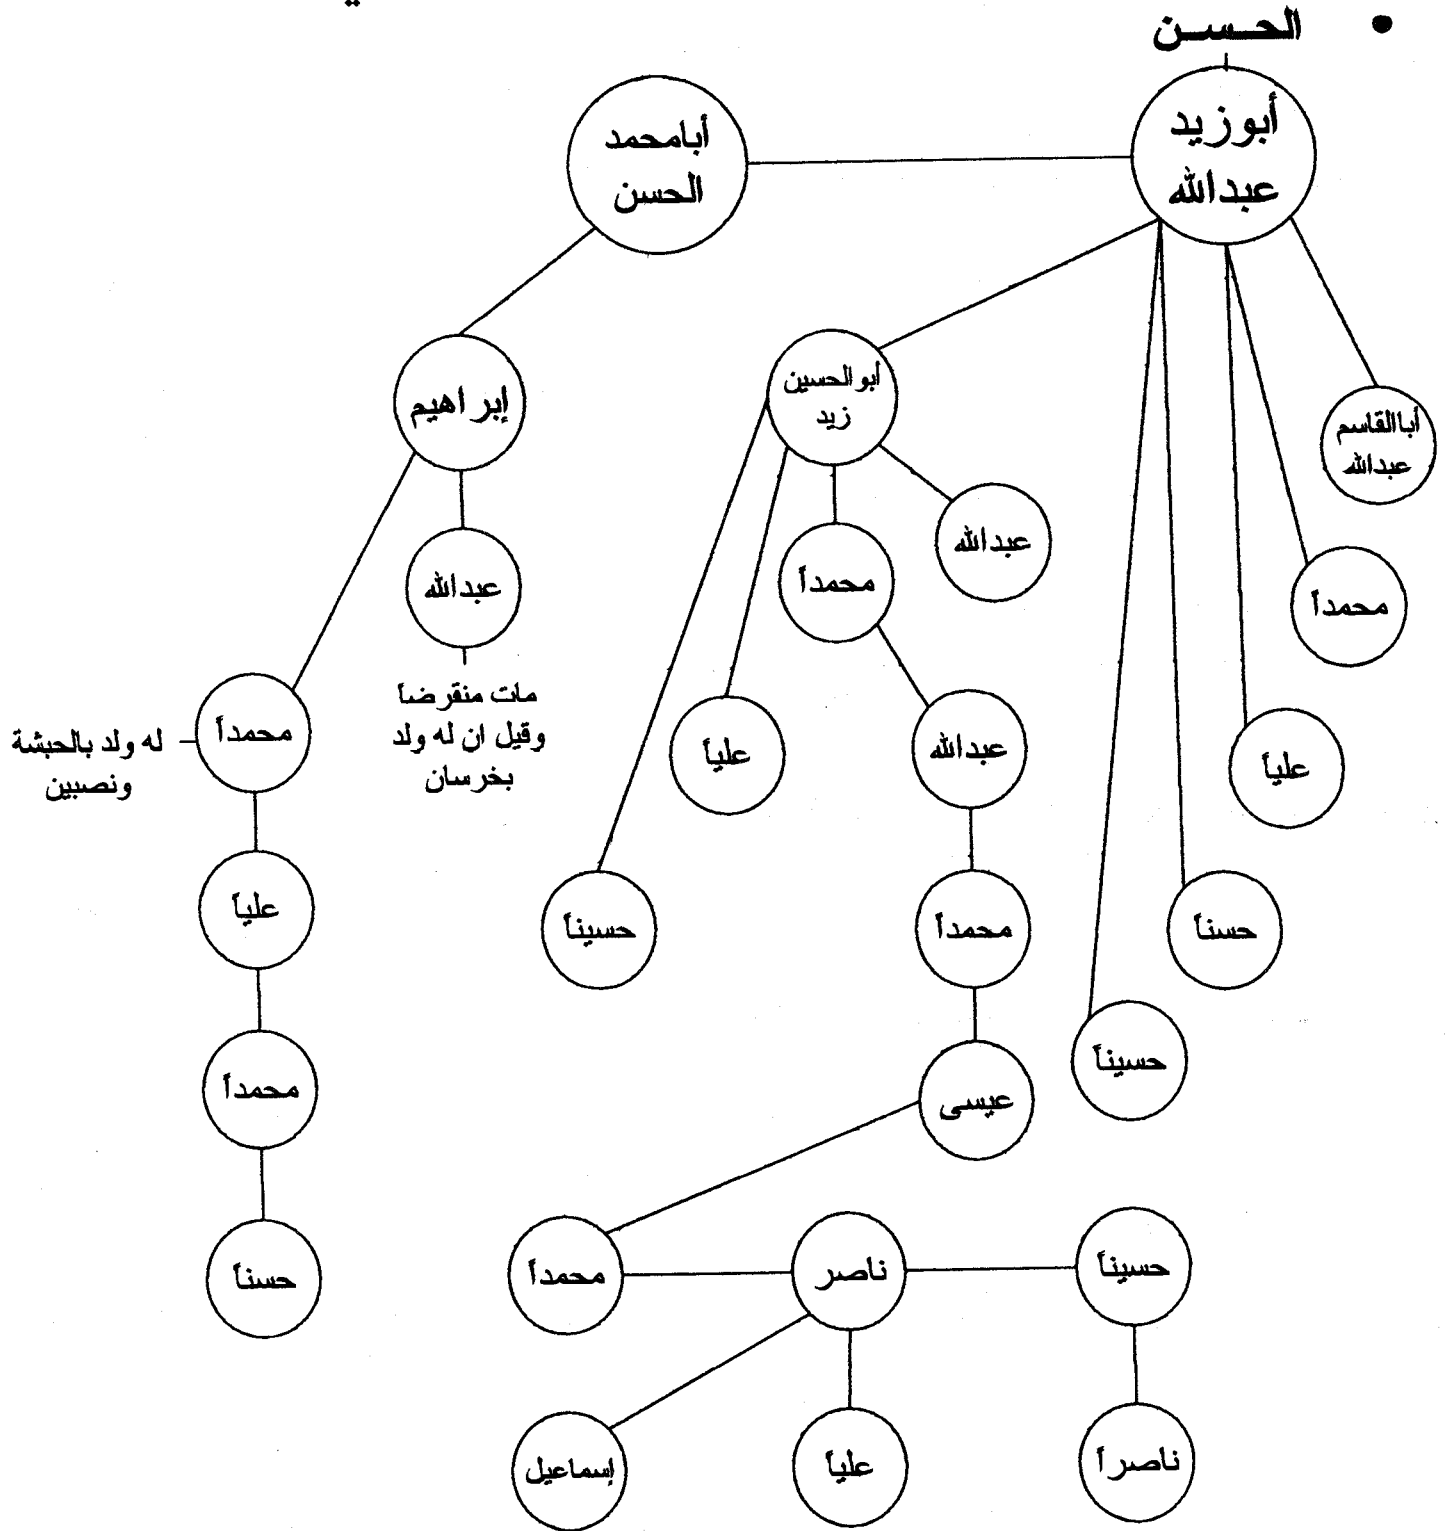 • الحسن
أبوزيد
عبدالله
أبامحمد
الحسن
أبوالحسين
زيد
إبراهيم
أباالقاسم
عبدالله
عبدالله
محمداً
عبدالله
محمداً
مات منقرضا
وقيل ان له ولد
بخرسان
محمداً
له ولد بالحبشة
ونصبين
علياً
عبدالله
علياً
علياً
حسناً
محمداً
حسيناً
حسيناً
عيسى
محمداً
حسيناً
ناصر
محمداً
حسناً
ناصراً
علياً
إسماعيل